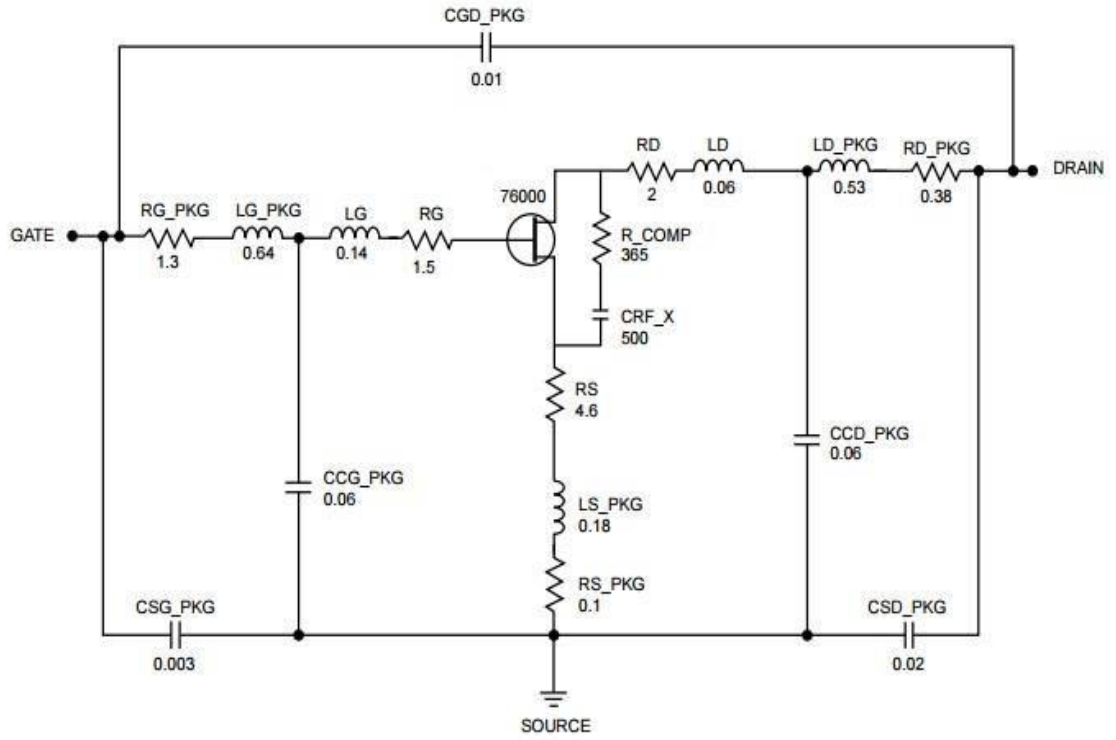 CGD_PKG
0.01
RD
LD
LD_PKG
RD_PKG
DRAIN
2
0.06
0.53
0.38
76000
RG_PKG
LG_PKG
LG
RG
GATE
1.3
0.64
0.14
1.5
R_COMP
365
CRF_X
500
RS
4.6
CCD_PKG
0.06
CCG_PKG
0.06
LS_PKG
0.18
RS_PKG
0.1
CSG_PKG
0.003
CSD_PKG
0.02
SOURCE